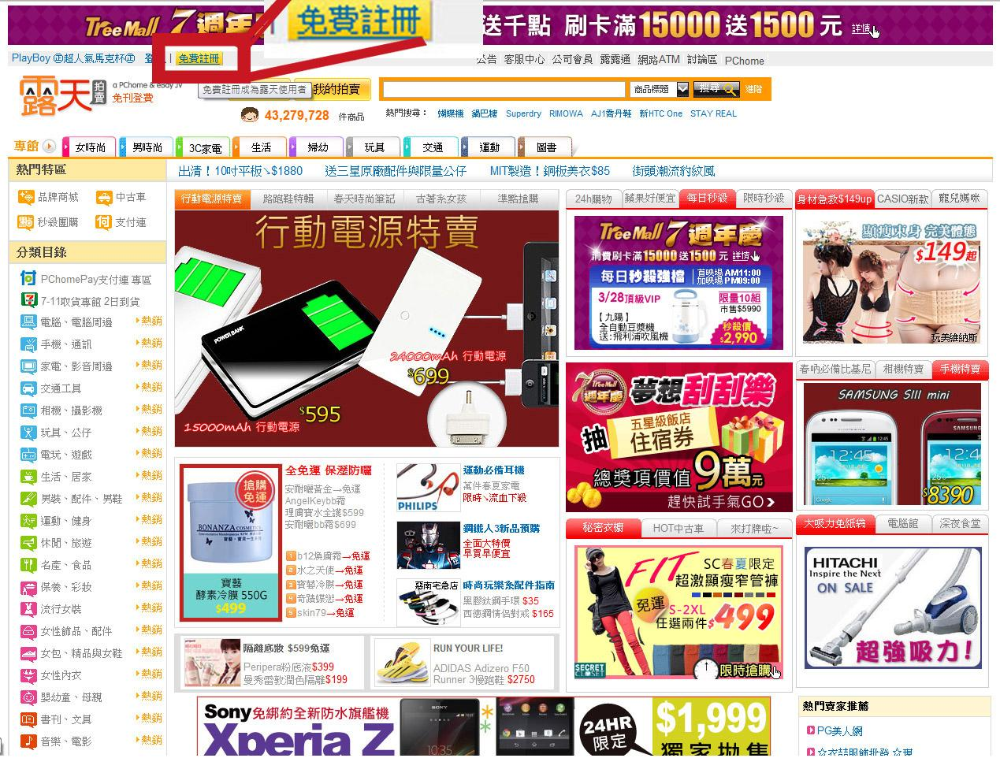 TreeMall 7週年
免費註冊
送千點 刷卡滿15000送1500元 詳情
PlayBoy @超人氣馬克杯@
免費註冊
公告 客服中心 公司會員 露露通 網路ATM 討論區 PChome
露天 拍賣
a PChome & eBay JV
免刊登費
免費註冊成為露天使用者
我的拍賣
商品標題
搜尋
進階
43,279,728 件商品
熱門搜尋: 蝴蝶機 鍋巴糖 Superdry RIMOWA AJ1喬丹鞋 新HTC One STAY REAL
專館 女時尚 男時尚 3C家電 生活 婦幼 玩具 交通 運動 圖書
熱門特區
出清!10吋平板↘$1880 送三星原廠配件與限量公仔 MIT製造!銅板美衣$85 街頭潮流豹紋風
品牌商城 中古車
秒殺團購 支付連
分類目錄
PChomePay支付連 專區
7-11取貨專館 2日到貨
電腦、電腦周邊 熱銷
手機、通訊 熱銷
家電、影音周邊 熱銷
交通工具 熱銷
相機、攝影機 熱銷
玩具、公仔 熱銷
電玩、遊戲 熱銷
生活、居家 熱銷
男裝、配件、男鞋 熱銷
運動、健身 熱銷
休閒、旅遊 熱銷
名產、食品 熱銷
保養、彩妝 熱銷
流行女裝 熱銷
女性飾品、配件 熱銷
女包、精品與女鞋 熱銷
女性內衣 熱銷
嬰幼童、母親 熱銷
書刊、文具 熱銷
音樂、電影 熱銷
行動電源特賣 路跑鞋特輯 春天時尚筆記 古著系女孩 準點搶購
行動電源特賣
POWER BANK
24000mAh 行動電源
$699
$595
15000mAh 行動電源
搶購免運
BONANZA COSMETICS
寶藝
酵素冷膜 550G
$499
全免運 保溼防曬
安耐曬黃金→免運
AngelKeybb霜
理膚寶水全護$599
安耐曬bb霜$699
1 b12煥膚霜→免運
2 水之天使→免運
3 寶藝冷膜→免運
4 奇蹟蝶戀→免運
5 skin79→免運
PHILIPS
運動必備耳機
萬件春夏家電
限時↘流血下殺
鋼鐵人3新品預購
全面大特價
早買早便宜
惡南宅急店
時尚玩樂系配件指南
黑膠鈦鋼手環 $35
西德鋼情侶對戒 $165
隔離底妝 $599免運
Peripera粉底液$399
曼秀雷敦潤色隔離$199
RUN YOUR LIFE!
ADIDAS Adizero F50
Runner 3慢跑鞋 $2750
Sony免綁約全新防水旗艦機
Xperia Z
SONY
10:35
24HR
限定
$1,999
獨家拋售
24h購物 蘋果好便宜 每日秒殺 限時秒殺
TreeMall 7週年慶
消費刷卡滿15000送1500元 詳情
每日秒殺強檔 首映場AM11:00
加映場PM09:00
3/28頂級VIP
【九陽】
全自動豆漿機
送:飛利浦吹風機
限量10組
市售$5990
秒殺價
$2,990
TreeMall
7週年慶
夢想刮刮樂
抽
五星級飯店
住宿券
總獎項價值9萬元
趕快試手氣GO
秘密衣櫥 HOT中古車 來打牌啦~
FIT
SC春夏限定
超激顯瘦窄管褲
免運
S-2XL
任選兩件$499
SECRET CLOSET
限時搶購
身材急救$149up CASIO新款 寵兒媽咪
顯瘦束身 完美體態
$149起
玩美維納斯
春吶必備比基尼 相機特賣 手機特賣
SAMSUNG SIII mini
SAMSUNG
12:45
12:45
Google
$8390
大吸力免紙袋 電腦館 深夜食堂
HITACHI
Inspire the Next
ON SALE
超強吸力!
熱門賣家推薦
PG美人網
☆衣喆服飾批發 ☆現